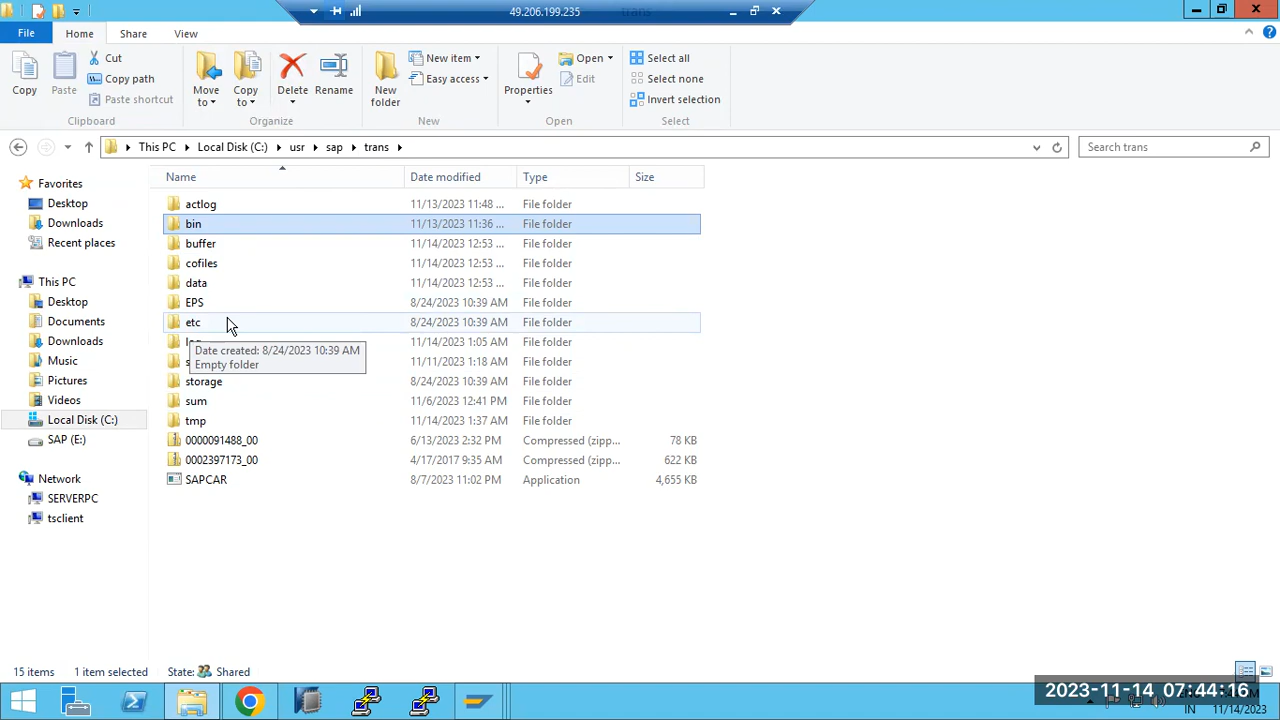 49.206.199.235
trans
File
Home
Share
View
Cut
Copy path
Paste shortcut
Copy
Paste
Move to
Copy to
Delete
Rename
New folder
New item
Easy access
Properties
Open
Edit
Select all
Select none
Invert selection
Clipboard
Organize
New
Open
Select
This PC
Local Disk (C:)
usr
sap
trans
Search trans
Name
Date modified
Type
Size
Favorites
Desktop
Downloads
Recent places
This PC
Desktop
Documents
Downloads
Music
Pictures
Videos
Local Disk (C:)
SAP (E:)
Network
SERVERPC
tsclient
actlog 11/13/2023 11:48 ... File folder
bin 11/13/2023 11:36 ... File folder
buffer 11/14/2023 12:53 ... File folder
cofiles 11/14/2023 12:53 ... File folder
data 11/14/2023 12:53 ... File folder
EPS 8/24/2023 10:39 AM File folder
etc 8/24/2023 10:39 AM File folder
11/14/2023 1:05 AM File folder
Date created: 8/24/2023 10:39 AM
Empty folder
11/11/2023 1:18 AM File folder
storage 8/24/2023 10:39 AM File folder
sum 11/6/2023 12:41 PM File folder
tmp 11/14/2023 1:37 AM File folder
0000091488_00 6/13/2023 2:32 PM Compressed (zipp... 78 KB
0002397173_00 4/17/2017 9:35 AM Compressed (zipp... 622 KB
SAPCAR 8/7/2023 11:02 PM Application 4,655 KB
15 items
1 item selected
State:
Shared
2023-11-14 07:44:16
IN
11/14/2023